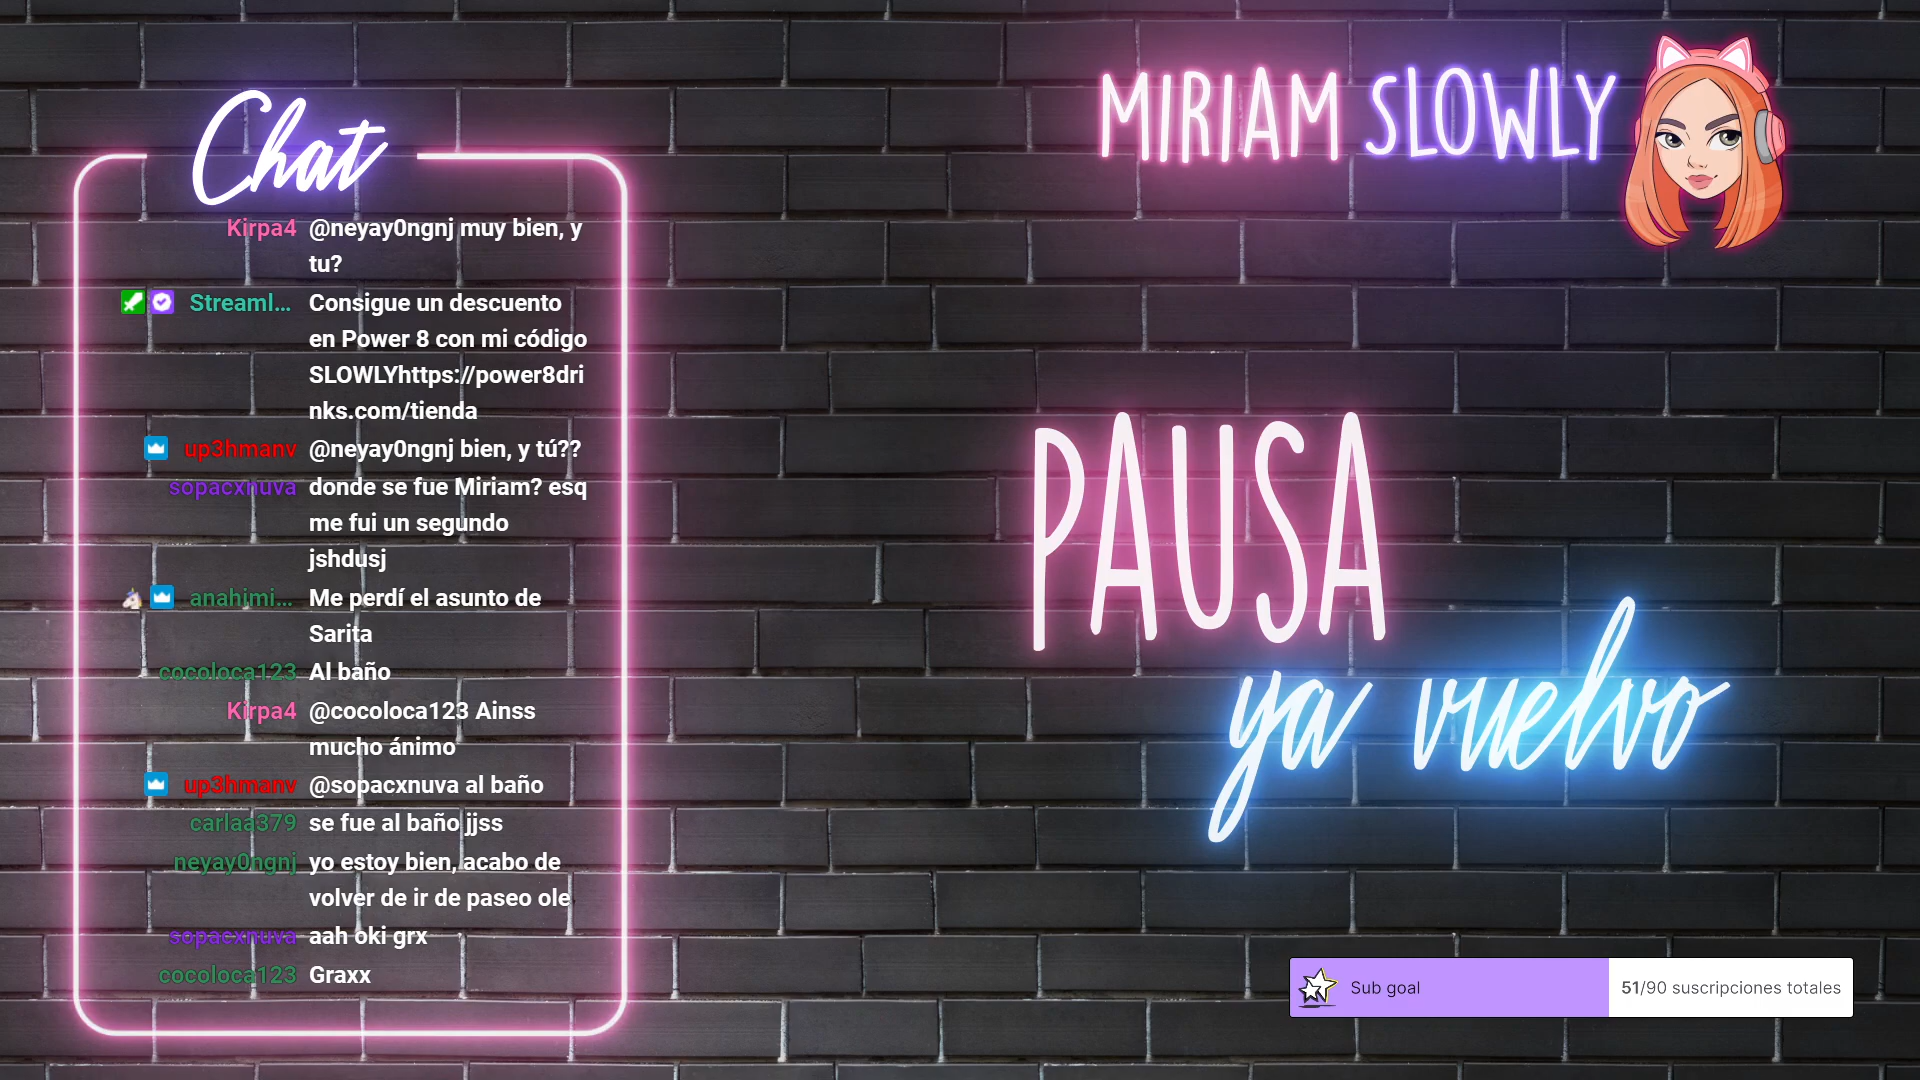 MIRIAM SLOWLY
Chat
Kirpa4 @neyay0ngnj muy bien, y
tu?
Streaml... Consigue un descuento
en Power 8 con mi código
SLOWLYhttps://power8dri
nks.com/tienda
up3hmanv @neyay0ngnj bien, y tú??
sopacxnuva donde se fue Miriam? esq
me fui un segundo
jshdusj
anahimi... Me perdí el asunto de
Sarita
cocoloca123 Al baño
Kirpa4 @cocoloca123 Ainss
mucho ánimo
up3hmanv @sopacxnuva al baño
carlaa379 se fue al baño jjss
neyay0ngnj yo estoy bien, acabo de
volver de ir de paseo ole
sopacxnuva aah oki grx
cocoloca123 Graxx
PAUSA
ya vuelvo
Sub goal 51/90 suscripciones totales